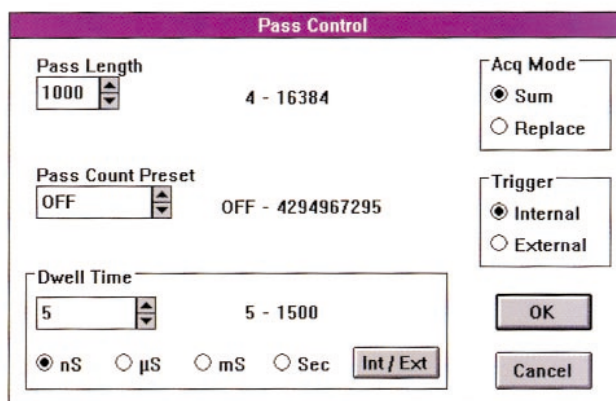 Pass Control
Pass Length
1000
4 - 16384
Pass Count Preset
OFF
OFF - 4294967295
Dwell Time
5
5 - 1500
nS
µS
mS
Sec
Int / Ext
Acq Mode
Sum
Replace
Trigger
Internal
External
OK
Cancel